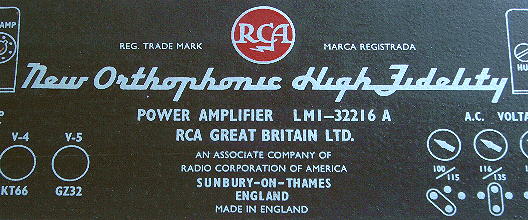 RCA
REG. TRADE MARK MARCA REGISTRADA
New Orthophonic High Fidelity
POWER AMPLIFIER LMI-32216 A
RCA GREAT BRITAIN LTD.
AN ASSOCIATE COMPANY OF
RADIO CORPORATION OF AMERICA
SUNBURY-ON-THAMES
ENGLAND
MADE IN ENGLAND
V-4 V-5
KT66 GZ32
A.C.
100 116
115 135